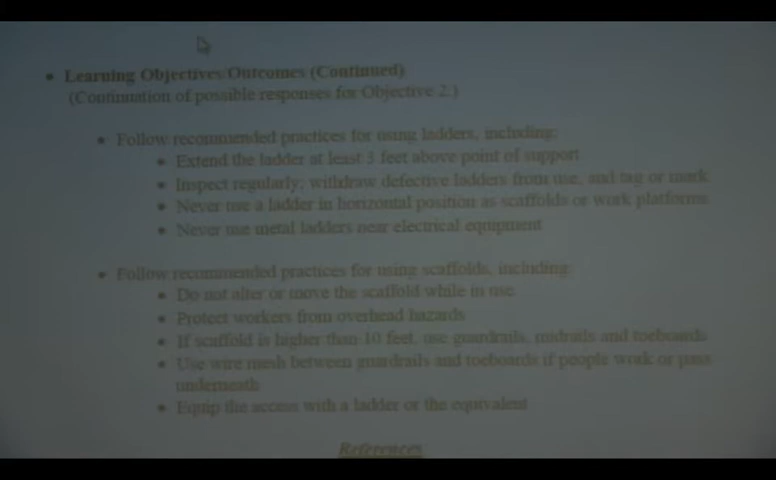 • Learning Objectives/Outcomes (Continued)
(Continuation of possible responses for Objective 2.)
• Follow recommended practices for using ladders, including:
• Extend the ladder at least 3 feet above point of support
• Inspect regularly; withdraw defective ladders from use, and tag or mark
• Never use a ladder in horizontal position as scaffolds or work platforms
• Never use metal ladders near electrical equipment
• Follow recommended practices for using scaffolds, including:
• Do not alter or move the scaffold while in use.
• Protect workers from overhead hazards
• If scaffold is higher than 10 feet, use guardrails, midrails and toeboards
• Use wire mesh between guardrails and toeboards if people work or pass
underneath
• Equip the access with a ladder or the equivalent
References